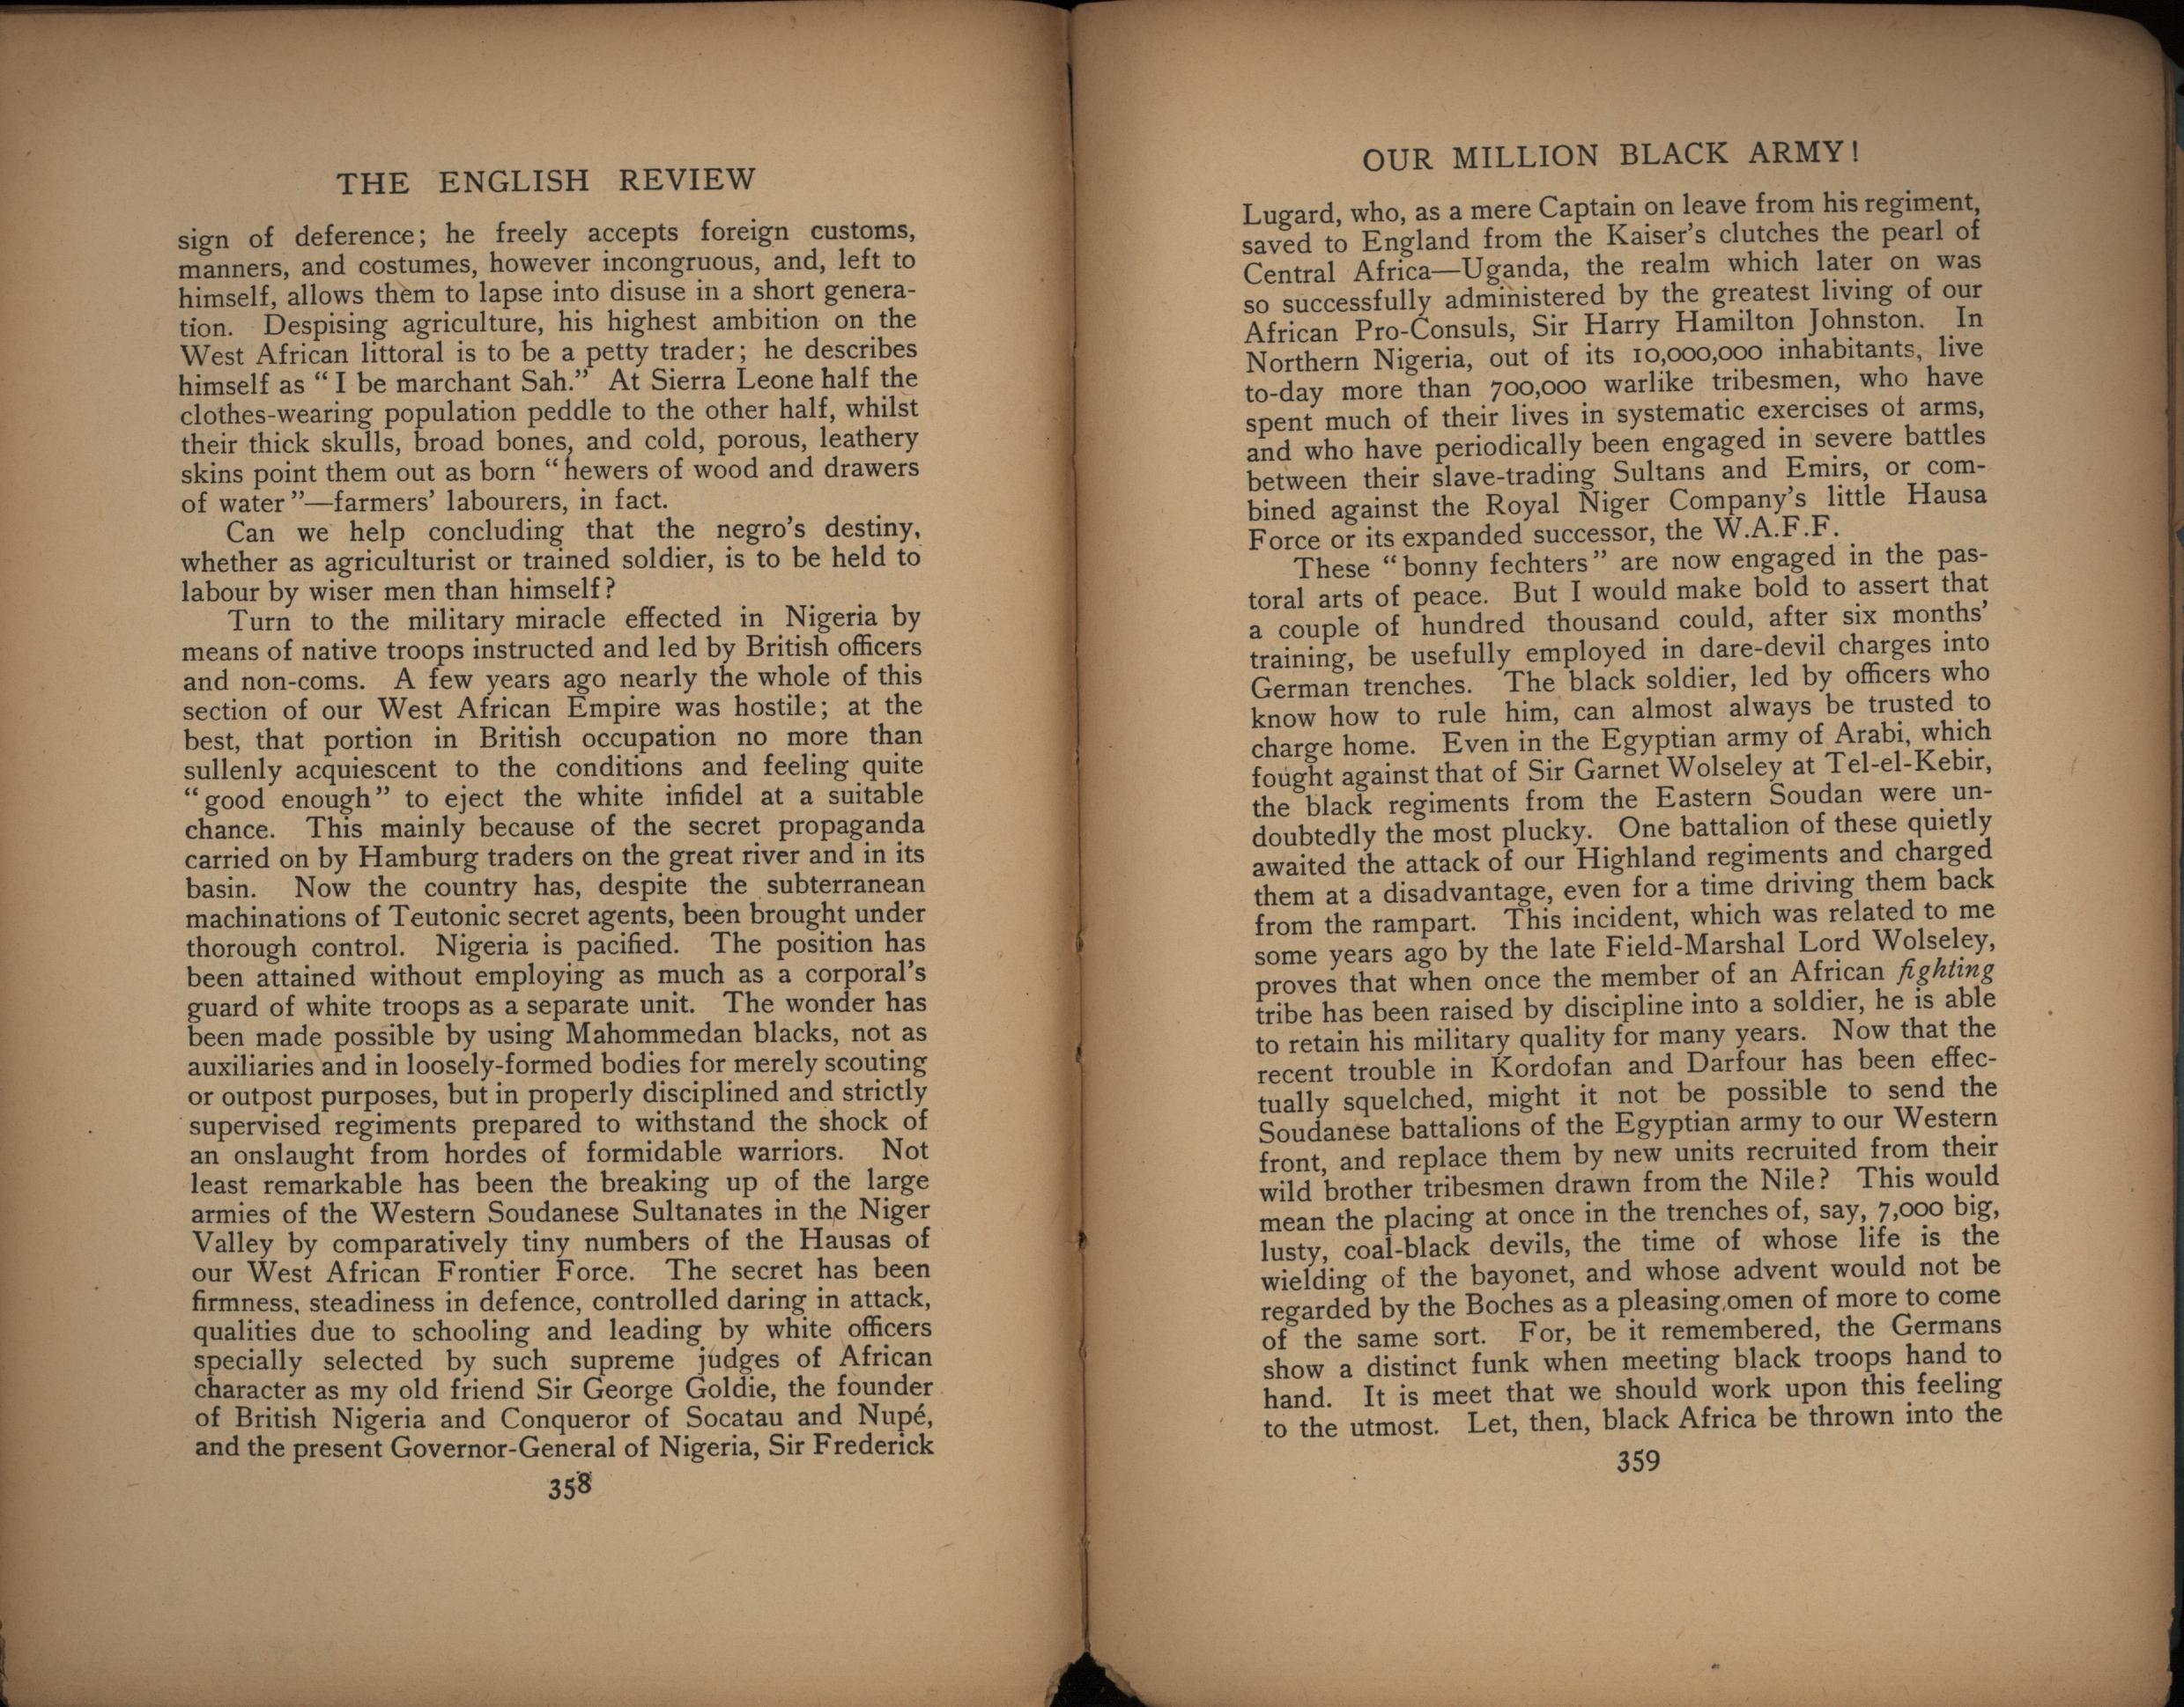 THE ENGLISH REVIEW
sign of deference; he freely accepts foreign customs,
manners, and costumes, however incongruous, and, left to
himself, allows them to lapse into disuse in a short genera-
tion. Despising agriculture, his highest ambition on the
West African littoral is to be a petty trader; he describes
himself as “I be marchant Sah.” At Sierra Leone half the
clothes-wearing population peddle to the other half, whilst
their thick skulls, broad bones, and cold, porous, leathery
skins point them out as born “hewers of wood and drawers
of water”—farmers’ labourers, in fact.
Can we help concluding that the negro’s destiny,
whether as agriculturist or trained soldier, is to be held to
labour by wiser men than himself?
Turn to the military miracle effected in Nigeria by
means of native troops instructed and led by British officers
and non-coms. A few years ago nearly the whole of this
section of our West African Empire was hostile; at the
best, that portion in British occupation no more than
sullenly acquiescent to the conditions and feeling quite
“good enough” to eject the white infidel at a suitable
chance. This mainly because of the secret propaganda
carried on by Hamburg traders on the great river and in its
basin. Now the country has, despite the subterranean
machinations of Teutonic secret agents, been brought under
thorough control. Nigeria is pacified. The position has
been attained without employing as much as a corporal’s
guard of white troops as a separate unit. The wonder has
been made possible by using Mahommedan blacks, not as
auxiliaries and in loosely-formed bodies for merely scouting
or outpost purposes, but in properly disciplined and strictly
supervised regiments prepared to withstand the shock of
an onslaught from hordes of formidable warriors. Not
least remarkable has been the breaking up of the large
armies of the Western Soudanese Sultanates in the Niger
Valley by comparatively tiny numbers of the Hausas of
our West African Frontier Force. The secret has been
firmness, steadiness in defence, controlled daring in attack,
qualities due to schooling and leading by white officers
specially selected by such supreme judges of African
character as my old friend Sir George Goldie, the founder
of British Nigeria and Conqueror of Socatau and Nupé,
and the present Governor-General of Nigeria, Sir Frederick
358
OUR MILLION BLACK ARMY!
Lugard, who, as a mere Captain on leave from his regiment,
saved to England from the Kaiser’s clutches the pearl of
Central Africa—Uganda, the realm which later on was
so successfully administered by the greatest living of our
African Pro-Consuls, Sir Harry Hamilton Johnston. In
Northern Nigeria, out of its 10,000,000 inhabitants, live
to-day more than 700,000 warlike tribesmen, who have
spent much of their lives in systematic exercises of arms,
and who have periodically been engaged in severe battles
between their slave-trading Sultans and Emirs, or com-
bined against the Royal Niger Company’s little Hausa
Force or its expanded successor, the W.A.F.F.
These “bonny fechters” are now engaged in the pas-
toral arts of peace. But I would make bold to assert that
a couple of hundred thousand could, after six months’
training, be usefully employed in dare-devil charges into
German trenches. The black soldier, led by officers who
know how to rule him, can almost always be trusted to
charge home. Even in the Egyptian army of Arabi, which
fought against that of Sir Garnet Wolseley at Tel-el-Kebir,
the black regiments from the Eastern Soudan were un-
doubtedly the most plucky. One battalion of these quietly
awaited the attack of our Highland regiments and charged
them at a disadvantage, even for a time driving them back
from the rampart. This incident, which was related to me
some years ago by the late Field-Marshal Lord Wolseley,
proves that when once the member of an African fighting
tribe has been raised by discipline into a soldier, he is able
to retain his military quality for many years. Now that the
recent trouble in Kordofan and Darfour has been effec-
tually squelched, might it not be possible to send the
Soudanese battalions of the Egyptian army to our Western
front, and replace them by new units recruited from their
wild brother tribesmen drawn from the Nile? This would
mean the placing at once in the trenches of, say, 7,000 big,
lusty, coal-black devils, the time of whose life is the
wielding of the bayonet, and whose advent would not be
regarded by the Boches as a pleasing omen of more to come
of the same sort. For, be it remembered, the Germans
show a distinct funk when meeting black troops hand to
hand. It is meet that we should work upon this feeling
to the utmost. Let, then, black Africa be thrown into the
359